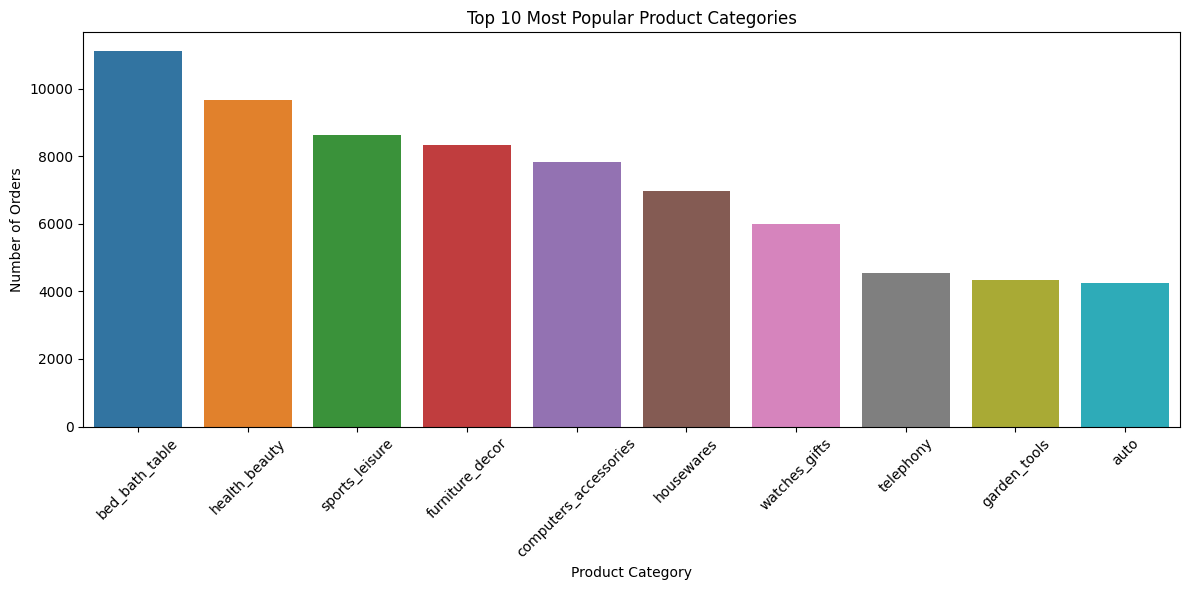 Top 10 Most Popular Product Categories
Number of Orders
10000
8000
6000
4000
2000
0
bed_bath_table
health_beauty
sports_leisure
furniture_decor
computers_accessories
housewares
watches_gifts
telephony
garden_tools
auto
Product Category